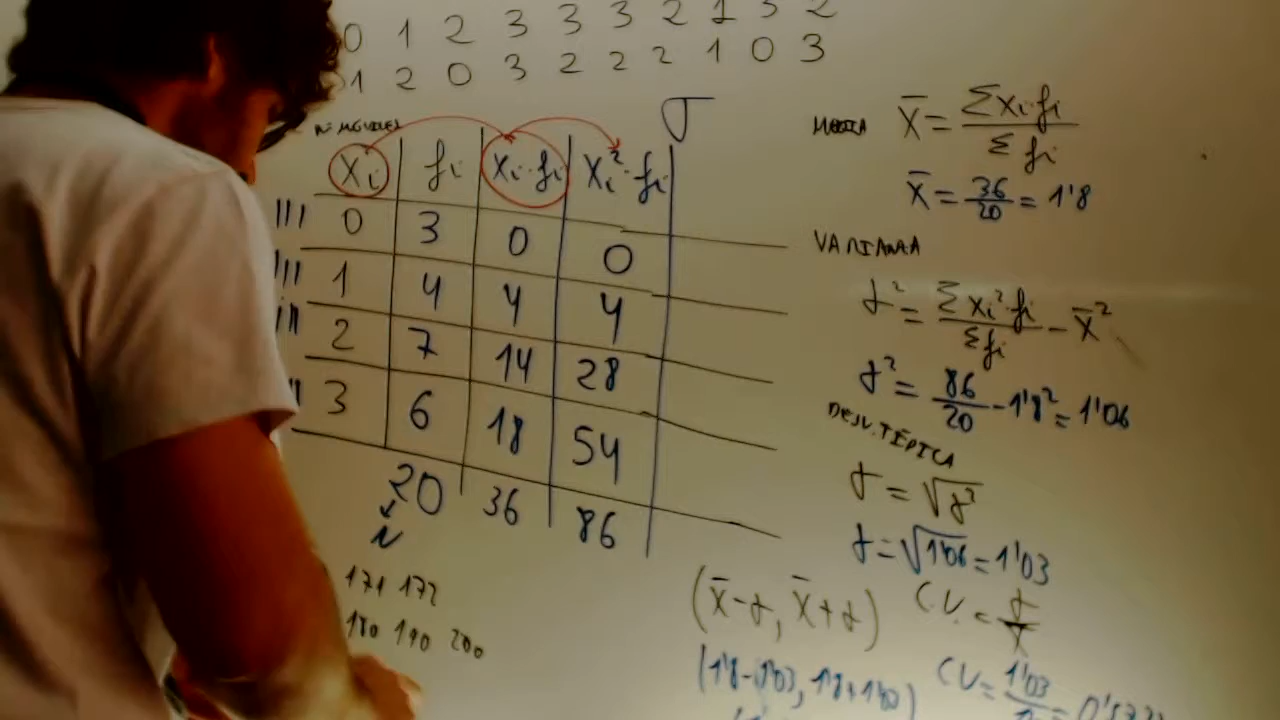 0 1 2 3 3 3 2 1 3 2
1 2 0 3 2 2 2 1 0 3
σ
xᵢ fᵢ xᵢ·fᵢ xᵢ²·fᵢ
||| 0 3 0 0
||| 1 4 4 4
2 7 14 28
3 6 18 54
20 36 86
N
171 172
180 190 200
MEDIA x̄ = Σxᵢ·fᵢ / Σfᵢ
x̄ = 36/20 = 1'8
VARIANZA
σ² = Σxᵢ²·fᵢ / Σfᵢ - x̄²
σ² = 86/20 - 1'8² = 1'06
DESV. TÍPICA
σ = √σ²
σ = √1'06 = 1'03
(x̄-σ, x̄+σ) C.V. = σ/x̄
(1'8-1'03, 1'8+1'03) CV = 1'03